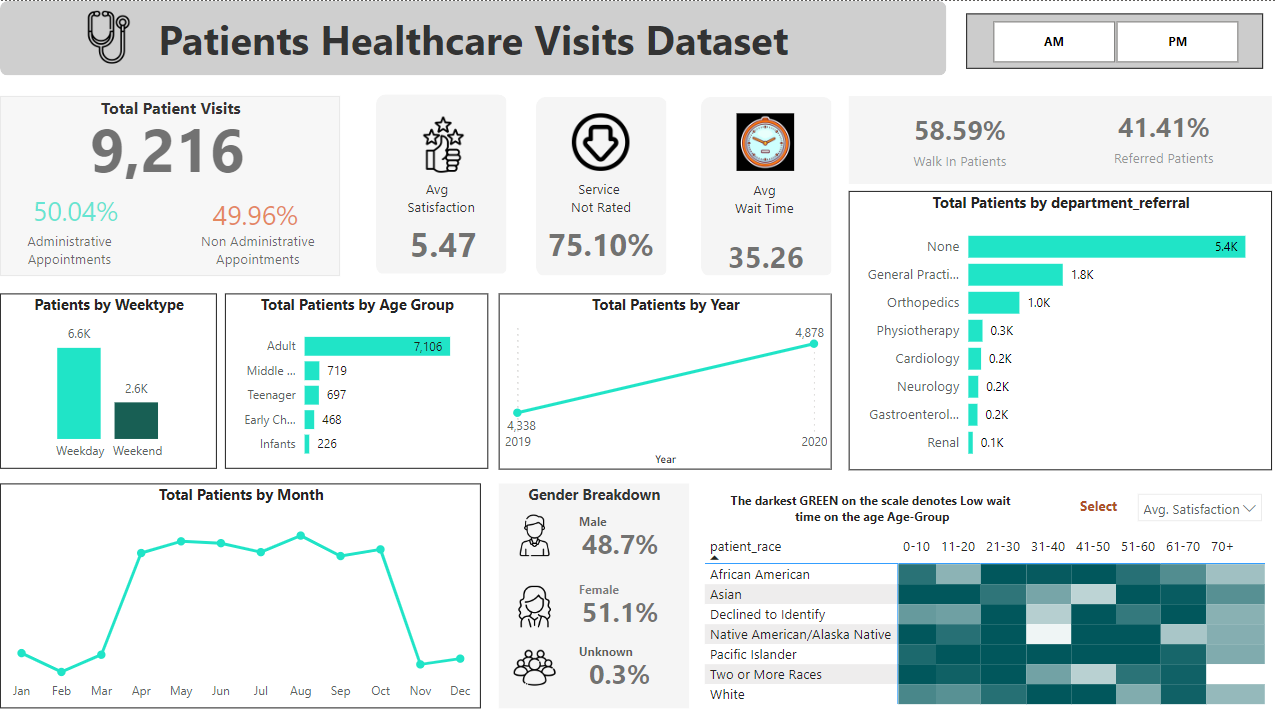 Patients Healthcare Visits Dataset
AM
PM
Total Patient Visits
9,216
50.04%
Administrative
Appointments
49.96%
Non Administrative
Appointments
Avg
Satisfaction
5.47
Service
Not Rated
75.10%
Avg
Wait Time
35.26
58.59%
Walk In Patients
41.41%
Referred Patients
Total Patients by department_referral
None 5.4K
General Practi... 1.8K
Orthopedics 1.0K
Physiotherapy 0.3K
Cardiology 0.2K
Neurology 0.2K
Gastroenterol... 0.2K
Renal 0.1K
Patients by Weektype
6.6K
2.6K
Weekday Weekend
Total Patients by Age Group
Adult 7,106
Middle ... 719
Teenager 697
Early Ch... 468
Infants 226
Total Patients by Year
4,878
4,338
2019 2020
Year
Total Patients by Month
Jan Feb Mar Apr May Jun Jul Aug Sep Oct Nov Dec
Gender Breakdown
Male
48.7%
Female
51.1%
Unknown
0.3%
The darkest GREEN on the scale denotes Low wait
time on the age Age-Group
Select
Avg. Satisfaction
patient_race 0-10 11-20 21-30 31-40 41-50 51-60 61-70 70+
African American
Asian
Declined to Identify
Native American/Alaska Native
Pacific Islander
Two or More Races
White